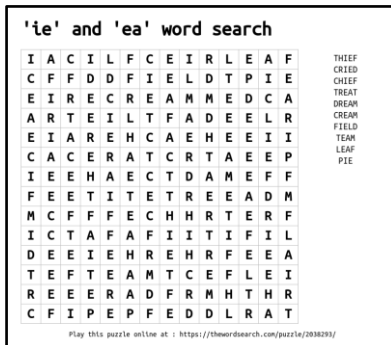 'ie' and 'ea' word search
I A C I L F C E I R L E A F
C F F D D F I E L D T P I E
E I R E C R E A M M E D C A
A R T E I L T F A D E E L R
E I A R E H C A E H E E I I
C A C E R A T C R T A E E P
I E E H A E C T D A M E F F
F E E T I T E T R E E A D M
M C F F F E C H H R T E R F
I C T A F A F I I T I F I L
D E E I E H R E H R F E E A
T E F T E A M T C E F L E I
R E E E R A D F R M H T H R
C F I P E P F E D D L R A T
THIEF
CRIED
CHIEF
TREAT
DREAM
CREAM
FIELD
TEAM
LEAF
PIE
Play this puzzle online at : https://thewordsearch.com/puzzle/2038293/